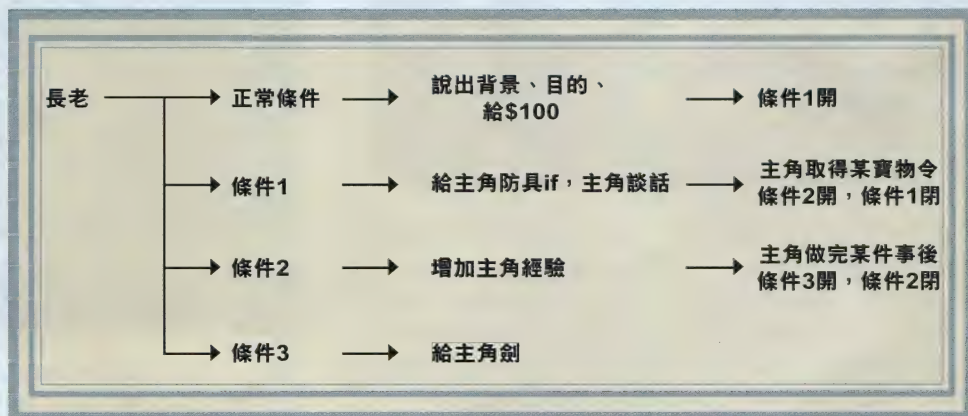 長老
正常條件
說出背景、目的、
給$100
條件1開
條件1
給主角防具if，主角談話
主角取得某寶物令
條件2開，條件1閉
條件2
增加主角經驗
主角做完某件事後
條件3開，條件2閉
條件3
給主角劍